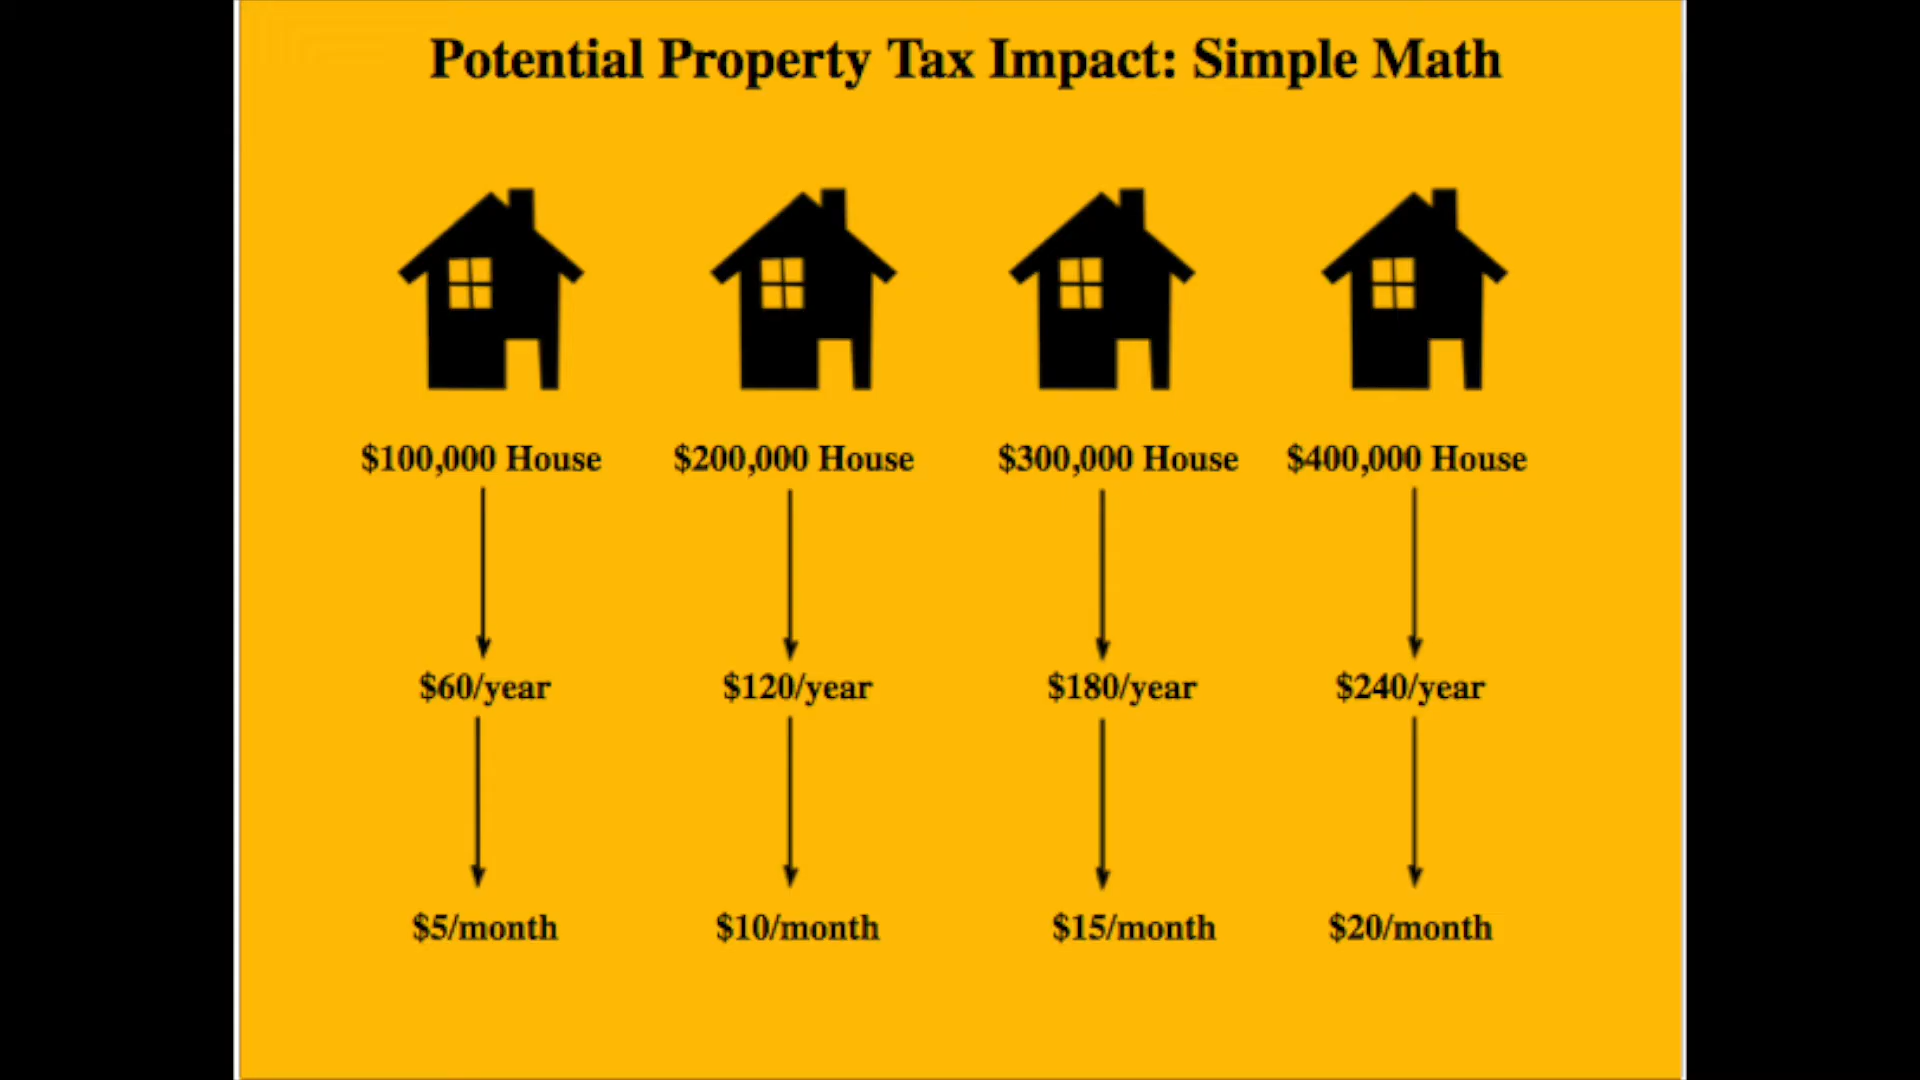 Potential Property Tax Impact: Simple Math
$100,000 House
$200,000 House
$300,000 House
$400,000 House
$60/year
$120/year
$180/year
$240/year
$5/month
$10/month
$15/month
$20/month